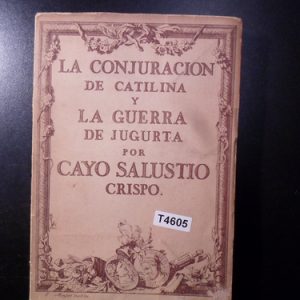 LA CONJURACION
DE CATILINA
Y
LA GUERRA
DE JUGURTA
POR
CAYO SALUSTIO
CRISPO.
T4605